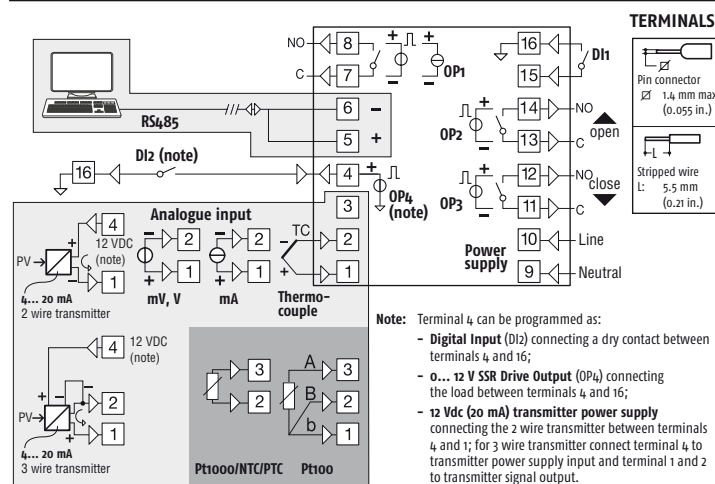 TERMINALS
NO 8 OP1 16 DI1
C 7 15
Pin connector
Ø 1.4 mm max
(0.055 in.)
6 –
RS485
5 +
OP2 14 NO
13 C
open
DI2 (note)
16
4 OP4
(note)
OP3 12 NO
11 C
close
Stripped wire
L: 5.5 mm
(0.21 in.)
L
3
Analogue input
4
12 VDC
(note)
PV
1
4... 20 mA
2 wire transmitter
+ – 2
1
mV, V
– 2
+ 1
mA
TC
– 2
+ 1
Thermo-
couple
Power
supply
10 Line
9 Neutral
4 12 VDC
(note)
PV
2
1
4... 20 mA
3 wire transmitter
3
2
Pt1000/NTC/PTC
A 3
B 2
b 1
Pt100
Note: Terminal 4 can be programmed as:
– Digital Input (DI2) connecting a dry contact between
terminals 4 and 16;
– 0... 12 V SSR Drive Output (OP4) connecting
the load between terminals 4 and 16;
– 12 Vdc (20 mA) transmitter power supply
connecting the 2 wire transmitter between terminals
4 and 1; for 3 wire transmitter connect terminal 4 to
transmitter power supply input and terminal 1 and 2
to transmitter signal output.